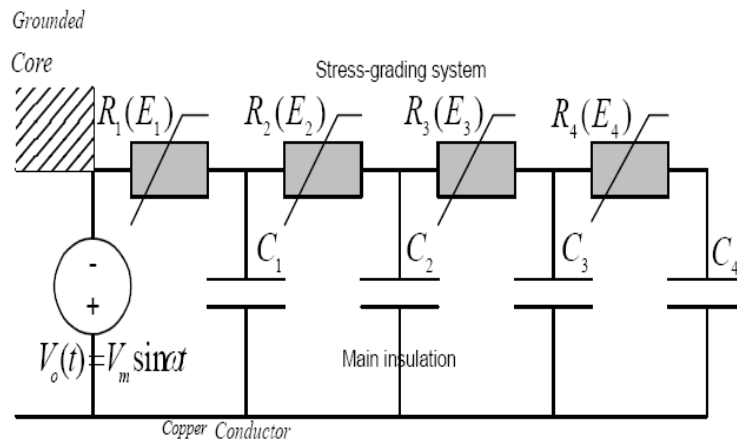 Grounded
Core
Stress-grading system
R₁(E₁) R₂(E₂) R₃(E₃) R₄(E₄)
C₁ C₂ C₃ C₄
-
+
Vₒ(t)=Vₘ sinωt
Main insulation
Copper Conductor